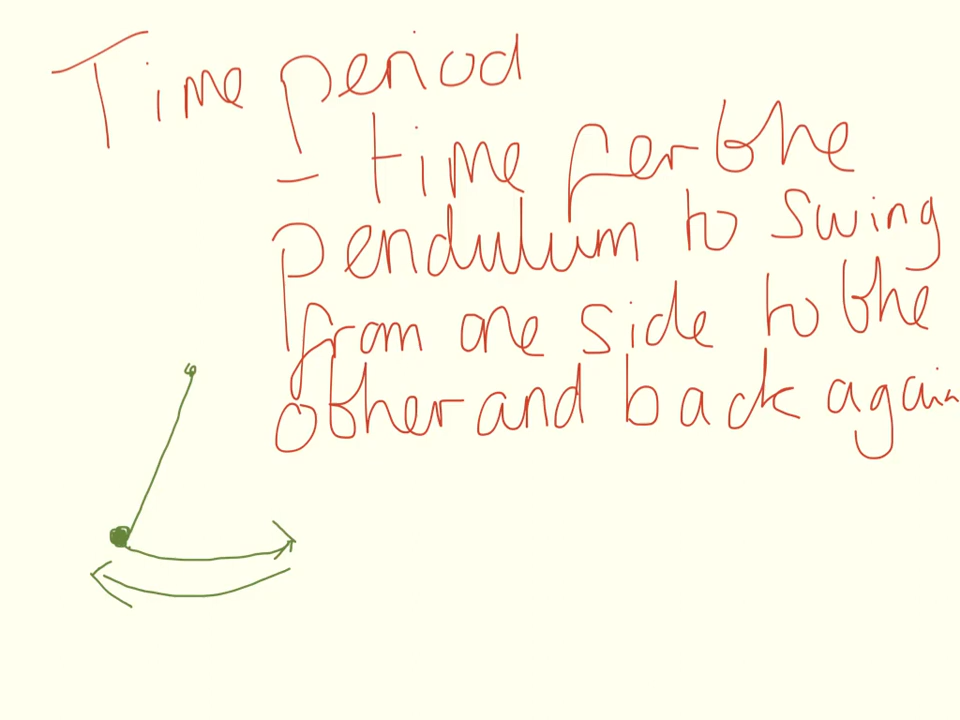 Time period
- time for the
pendulum to swing
from one side to the
other and back again